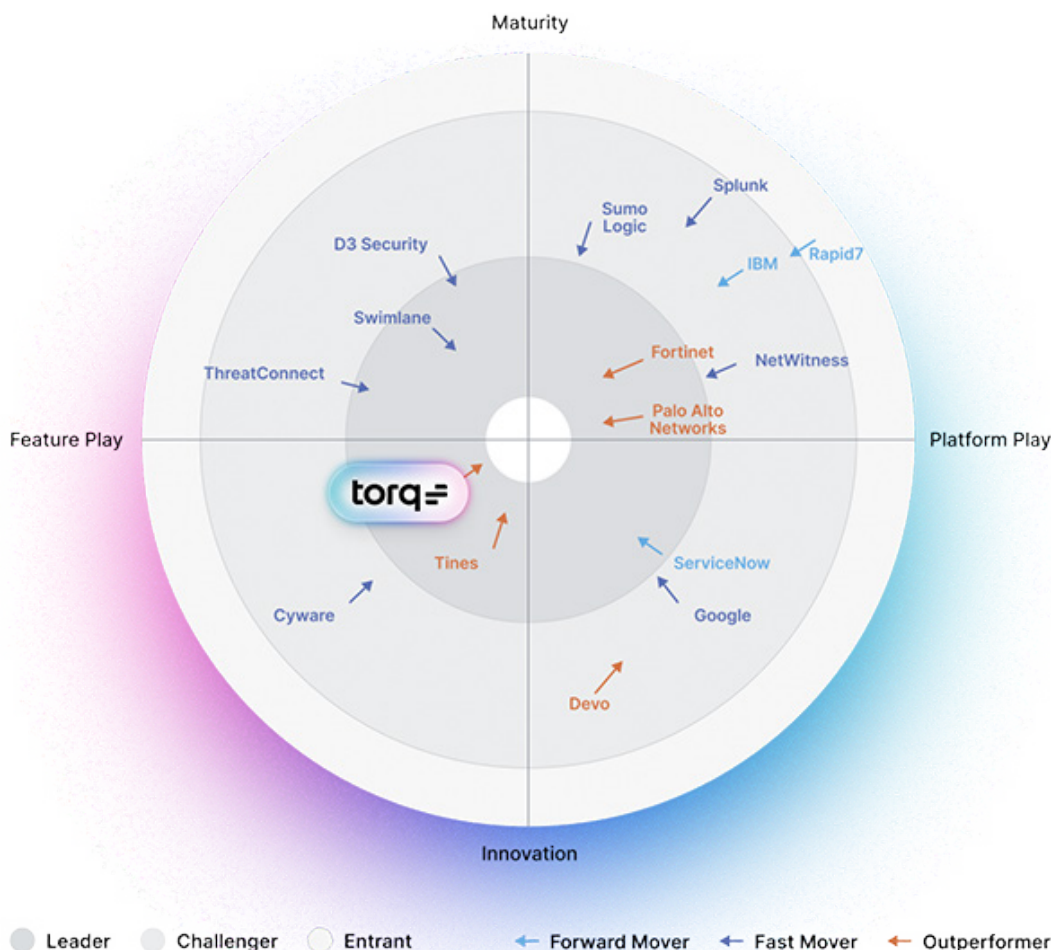 Maturity
Splunk
Sumo
Logic
D3 Security
Rapid7
IBM
Swimlane
Fortinet
NetWitness
ThreatConnect
Palo Alto
Networks
Feature Play
Platform Play
torq
Tines
ServiceNow
Cyware
Google
Devo
Innovation
Leader Challenger Entrant Forward Mover Fast Mover Outperformer